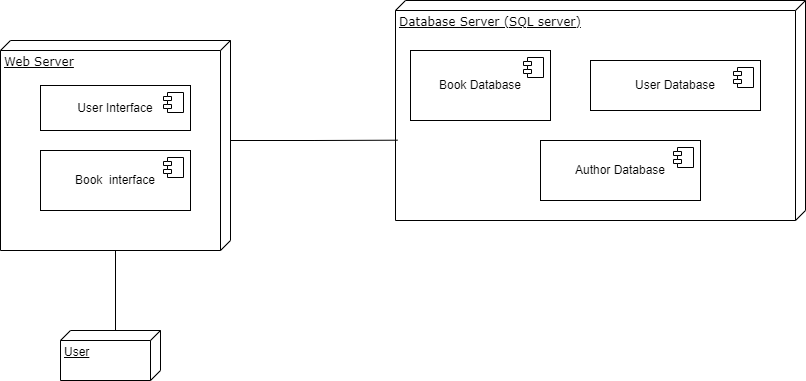 Database Server (SQL server)
Web Server
Book Database
User Database
User Interface
Author Database
Book  interface
User